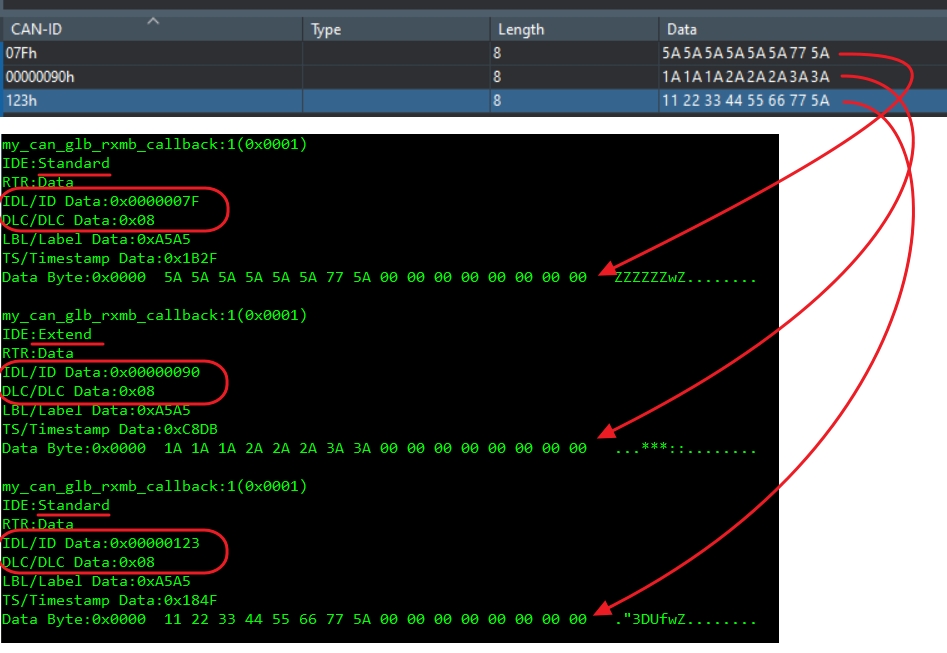 CAN-ID Type Length Data
07Fh 8 5A 5A 5A 5A 5A 5A 77 5A
00000090h 8 1A 1A 1A 2A 2A 2A 3A 3A
123h 8 11 22 33 44 55 66 77 5A
my_can_glb_rxmb_callback:1(0x0001)
IDE:Standard
RTR:Data
IDL/ID Data:0x0000007F
DLC/DLC Data:0x08
LBL/Label Data:0xA5A5
TS/Timestamp Data:0x1B2F
Data Byte:0x0000  5A 5A 5A 5A 5A 5A 77 5A 00 00 00 00 00 00 00 00   ZZZZZZwZ........
my_can_glb_rxmb_callback:1(0x0001)
IDE:Extend
RTR:Data
IDL/ID Data:0x00000090
DLC/DLC Data:0x08
LBL/Label Data:0xA5A5
TS/Timestamp Data:0xC8DB
Data Byte:0x0000  1A 1A 1A 2A 2A 2A 3A 3A 00 00 00 00 00 00 00 00   ...***::........
my_can_glb_rxmb_callback:1(0x0001)
IDE:Standard
RTR:Data
IDL/ID Data:0x00000123
DLC/DLC Data:0x08
LBL/Label Data:0xA5A5
TS/Timestamp Data:0x184F
Data Byte:0x0000  11 22 33 44 55 66 77 5A 00 00 00 00 00 00 00 00   ."3DUfwZ........